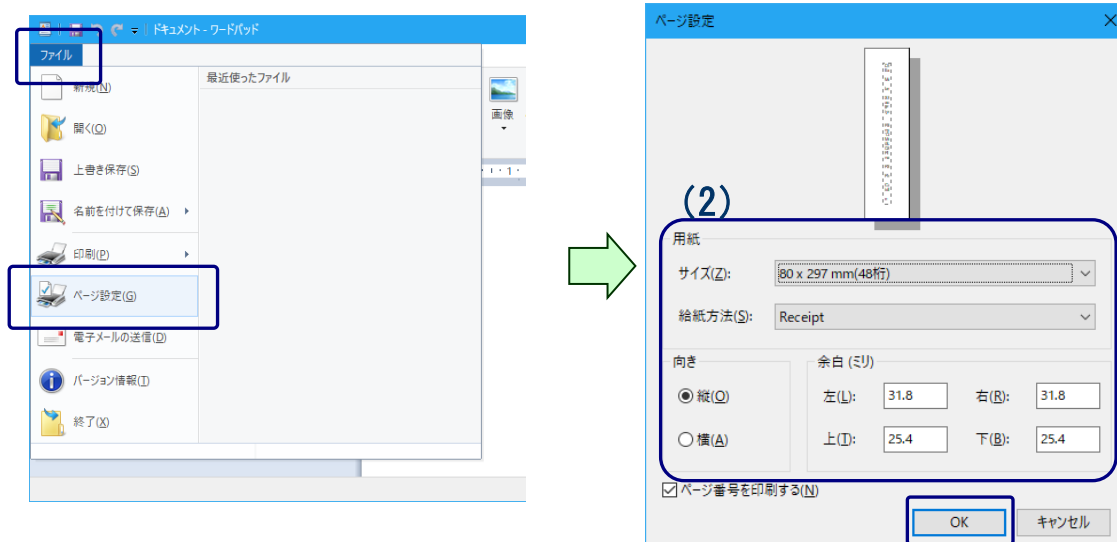 ドキュメント - ワードパッド
ファイル
最近使ったファイル
新規(N)
開く(O)
上書き保存(S)
名前を付けて保存(A)
印刷(P)
ページ設定(G)
電子メールの送信(D)
バージョン情報(T)
終了(X)
画像
1
ページ設定
(2)
用紙
サイズ(Z): 80 x 297 mm(48桁)
給紙方法(S): Receipt
向き
縦(O)
横(A)
余白 (ミリ)
左(L): 31.8 右(R): 31.8
上(T): 25.4 下(B): 25.4
ページ番号を印刷する(N)
OK キャンセル